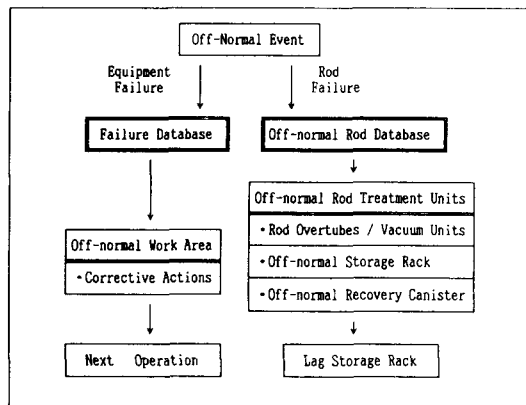 Off-Normal Event
Equipment
Failure
Rod
Failure
Failure Database
Off-normal Rod Database
Off-normal Work Area
•Corrective Actions
Off-normal Rod Treatment Units
•Rod Overtubes / Vacuum Units
•Off-normal Storage Rack
•Off-normal Recovery Canister
Next Operation
Lag Storage Rack